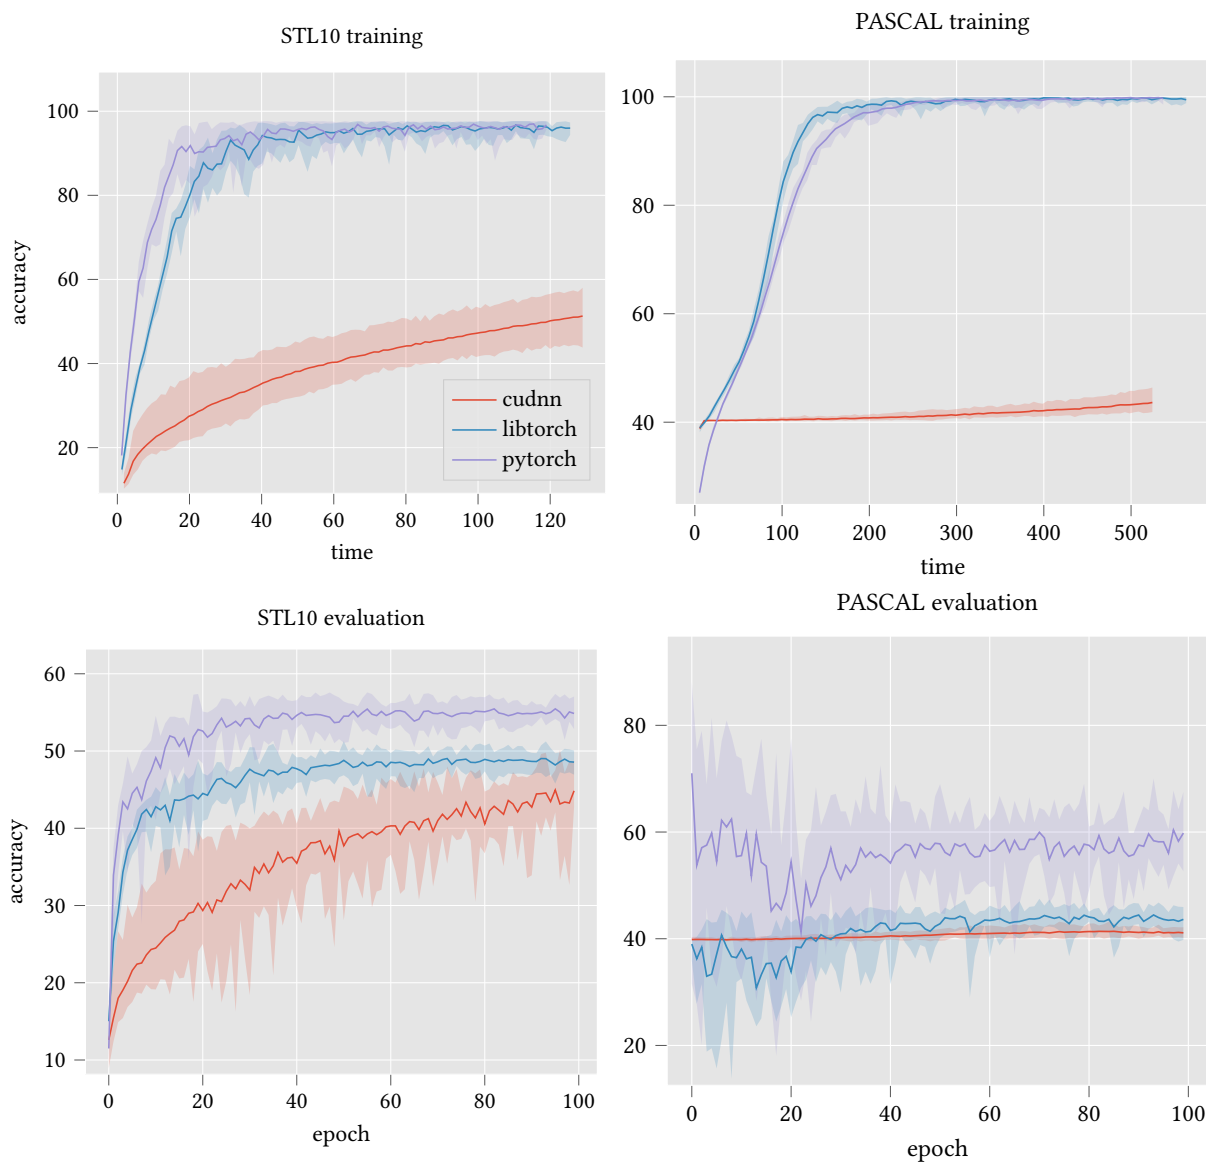 STL10 training
accuracy
100
80
60
40
20
0 20 40 60 80 100 120
time
cudnn
libtorch
pytorch
PASCAL training
100
80
60
40
0 100 200 300 400 500
time
STL10 evaluation
accuracy
60
50
40
30
20
10
0 20 40 60 80 100
epoch
PASCAL evaluation
80
60
40
20
0 20 40 60 80 100
epoch